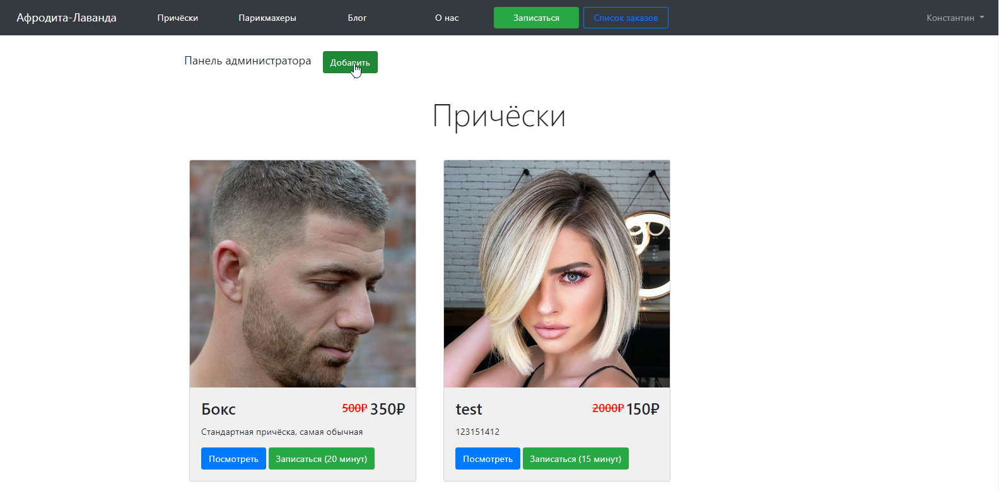 Афродита-Лаванда Причёски Парикмахеры Блог О нас Записаться Список заказов Константин
Панель администратора Добавить
Причёски
Бокс 500₽ 350₽
Стандартная причёска, самая обычная
Посмотреть Записаться (20 минут)
test 2000₽ 150₽
123151412
Посмотреть Записаться (15 минут)